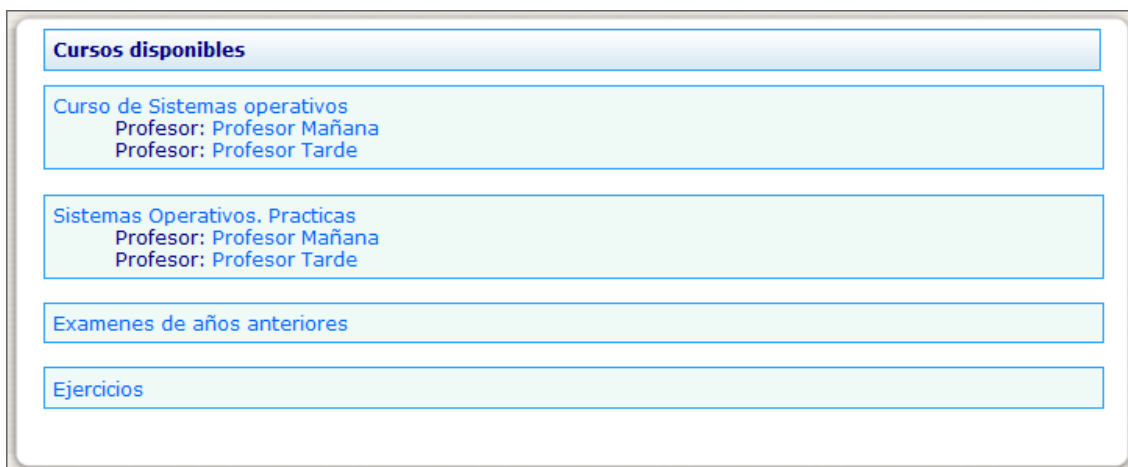 Cursos disponibles
Curso de Sistemas operativos
Profesor: Profesor Mañana
Profesor: Profesor Tarde
Sistemas Operativos. Practicas
Profesor: Profesor Mañana
Profesor: Profesor Tarde
Examenes de años anteriores
Ejercicios